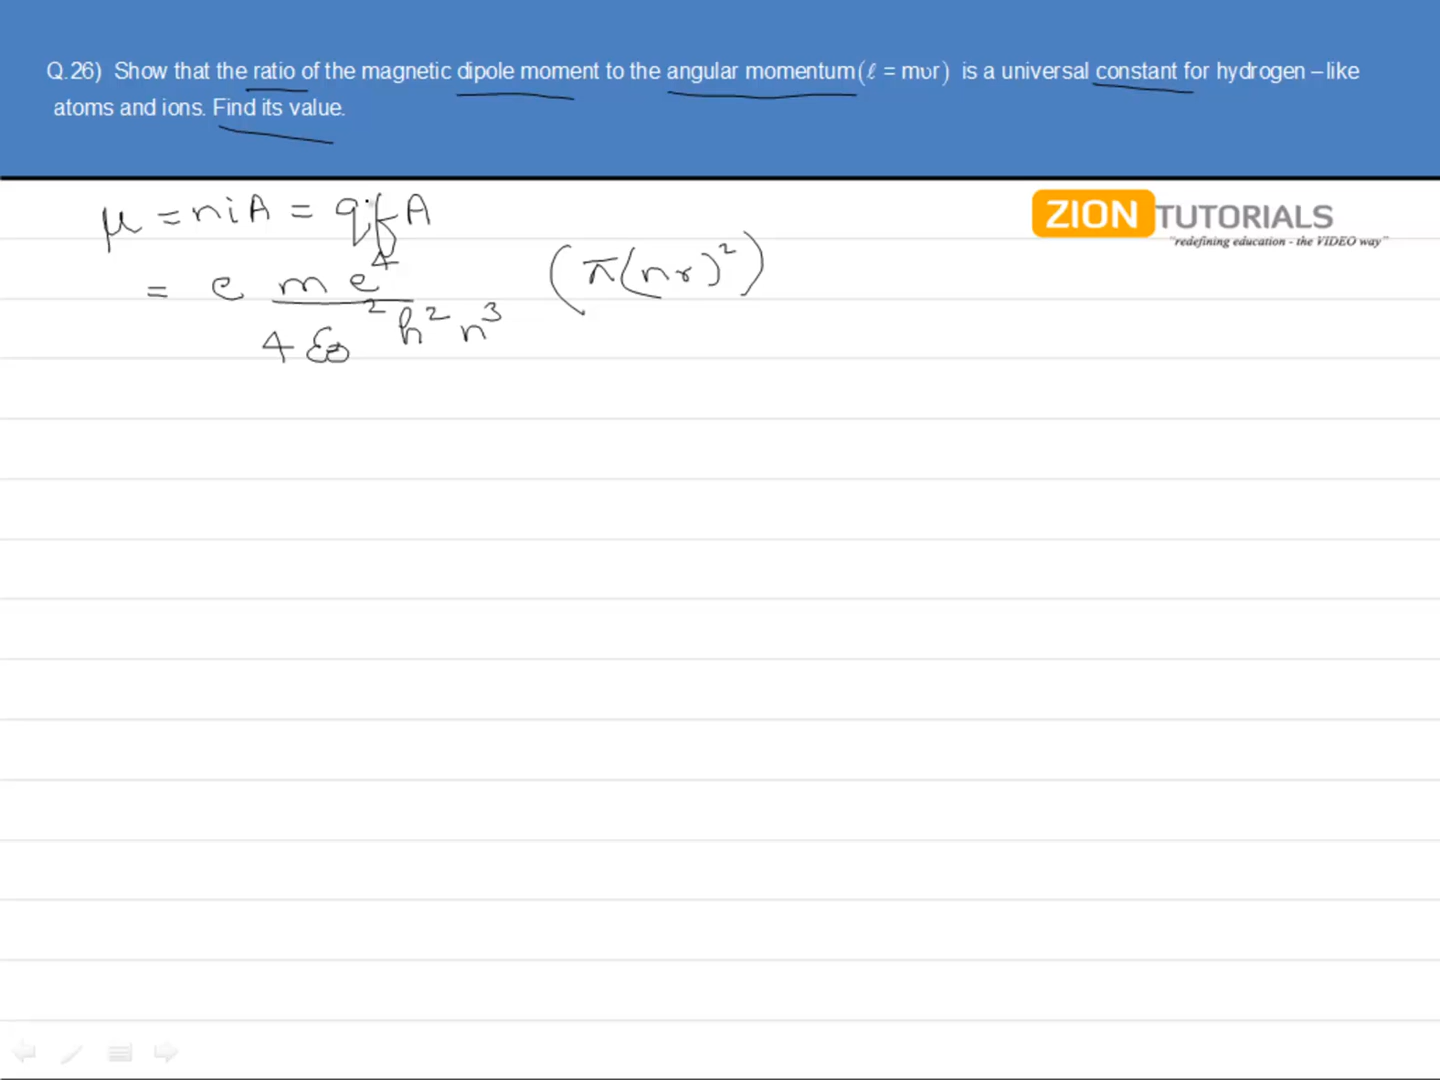 Q.26) Show that the ratio of the magnetic dipole moment to the angular momentum(ℓ = mυr) is a universal constant for hydrogen – like
atoms and ions. Find its value.
ZION TUTORIALS
"redefining education - the VIDEO way"
μ = niA = qfA
= e me⁴ / 4ε₀²h²n³ (π(nr)²)